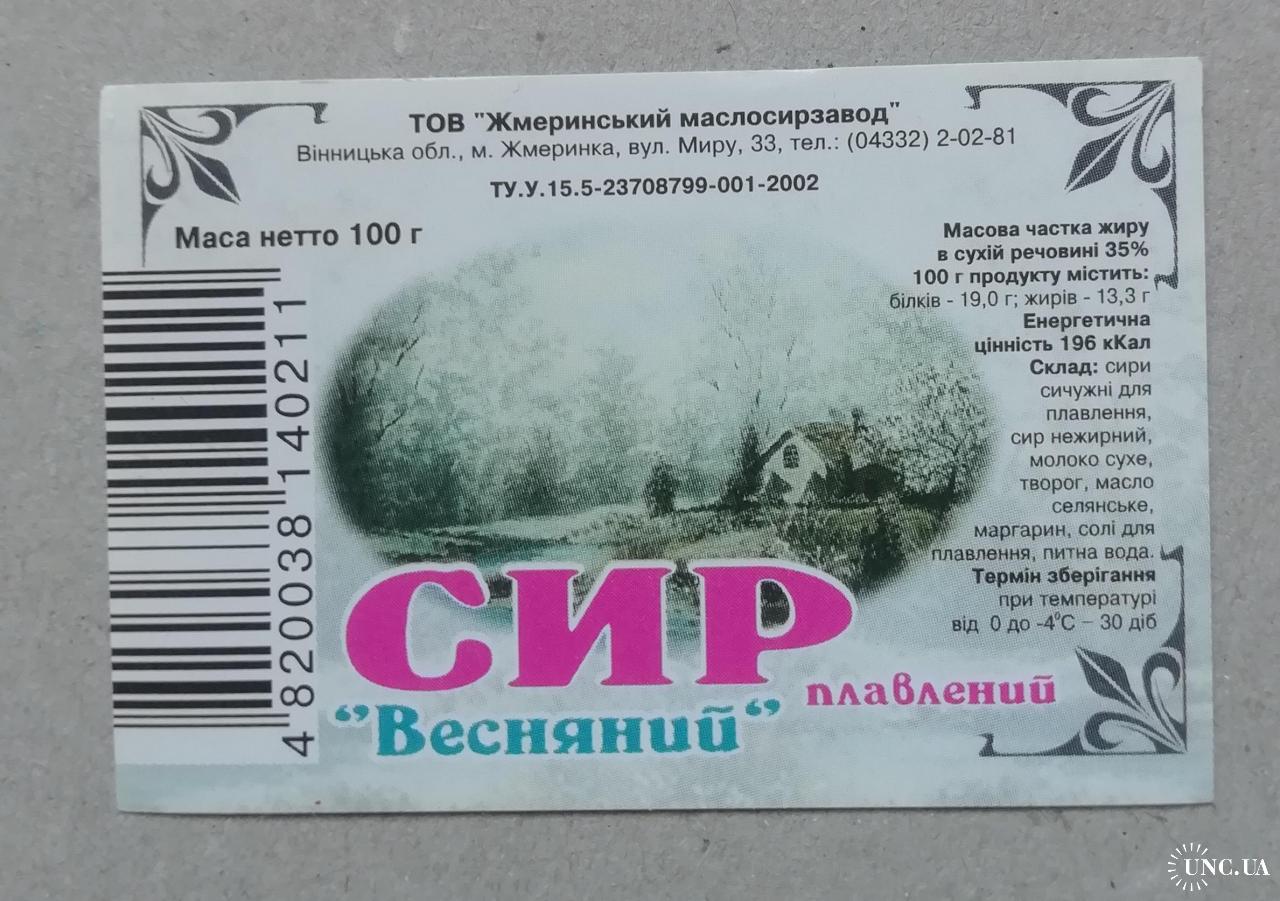 ТОВ "Жмеринський маслосирзавод"
Вінницька обл., м. Жмеринка, вул. Миру, 33, тел.: (04332) 2-02-81
ТУ.У.15.5-23708799-001-2002
Маса нетто 100 г
4820038140211
Масова частка жиру
в сухій речовині 35%
100 г продукту містить:
білків - 19,0 г; жирів - 13,3 г
Енергетична
цінність 196 кКал
Склад: сири
сичужні для
плавлення,
сир нежирний,
молоко сухе,
творог, масло
селянське,
маргарин, солі для
плавлення, питна вода.
Термін зберігання
при температурі
від 0 до -4°С – 30 діб
СИР
плавлений
"Весняний"
UNC.UA